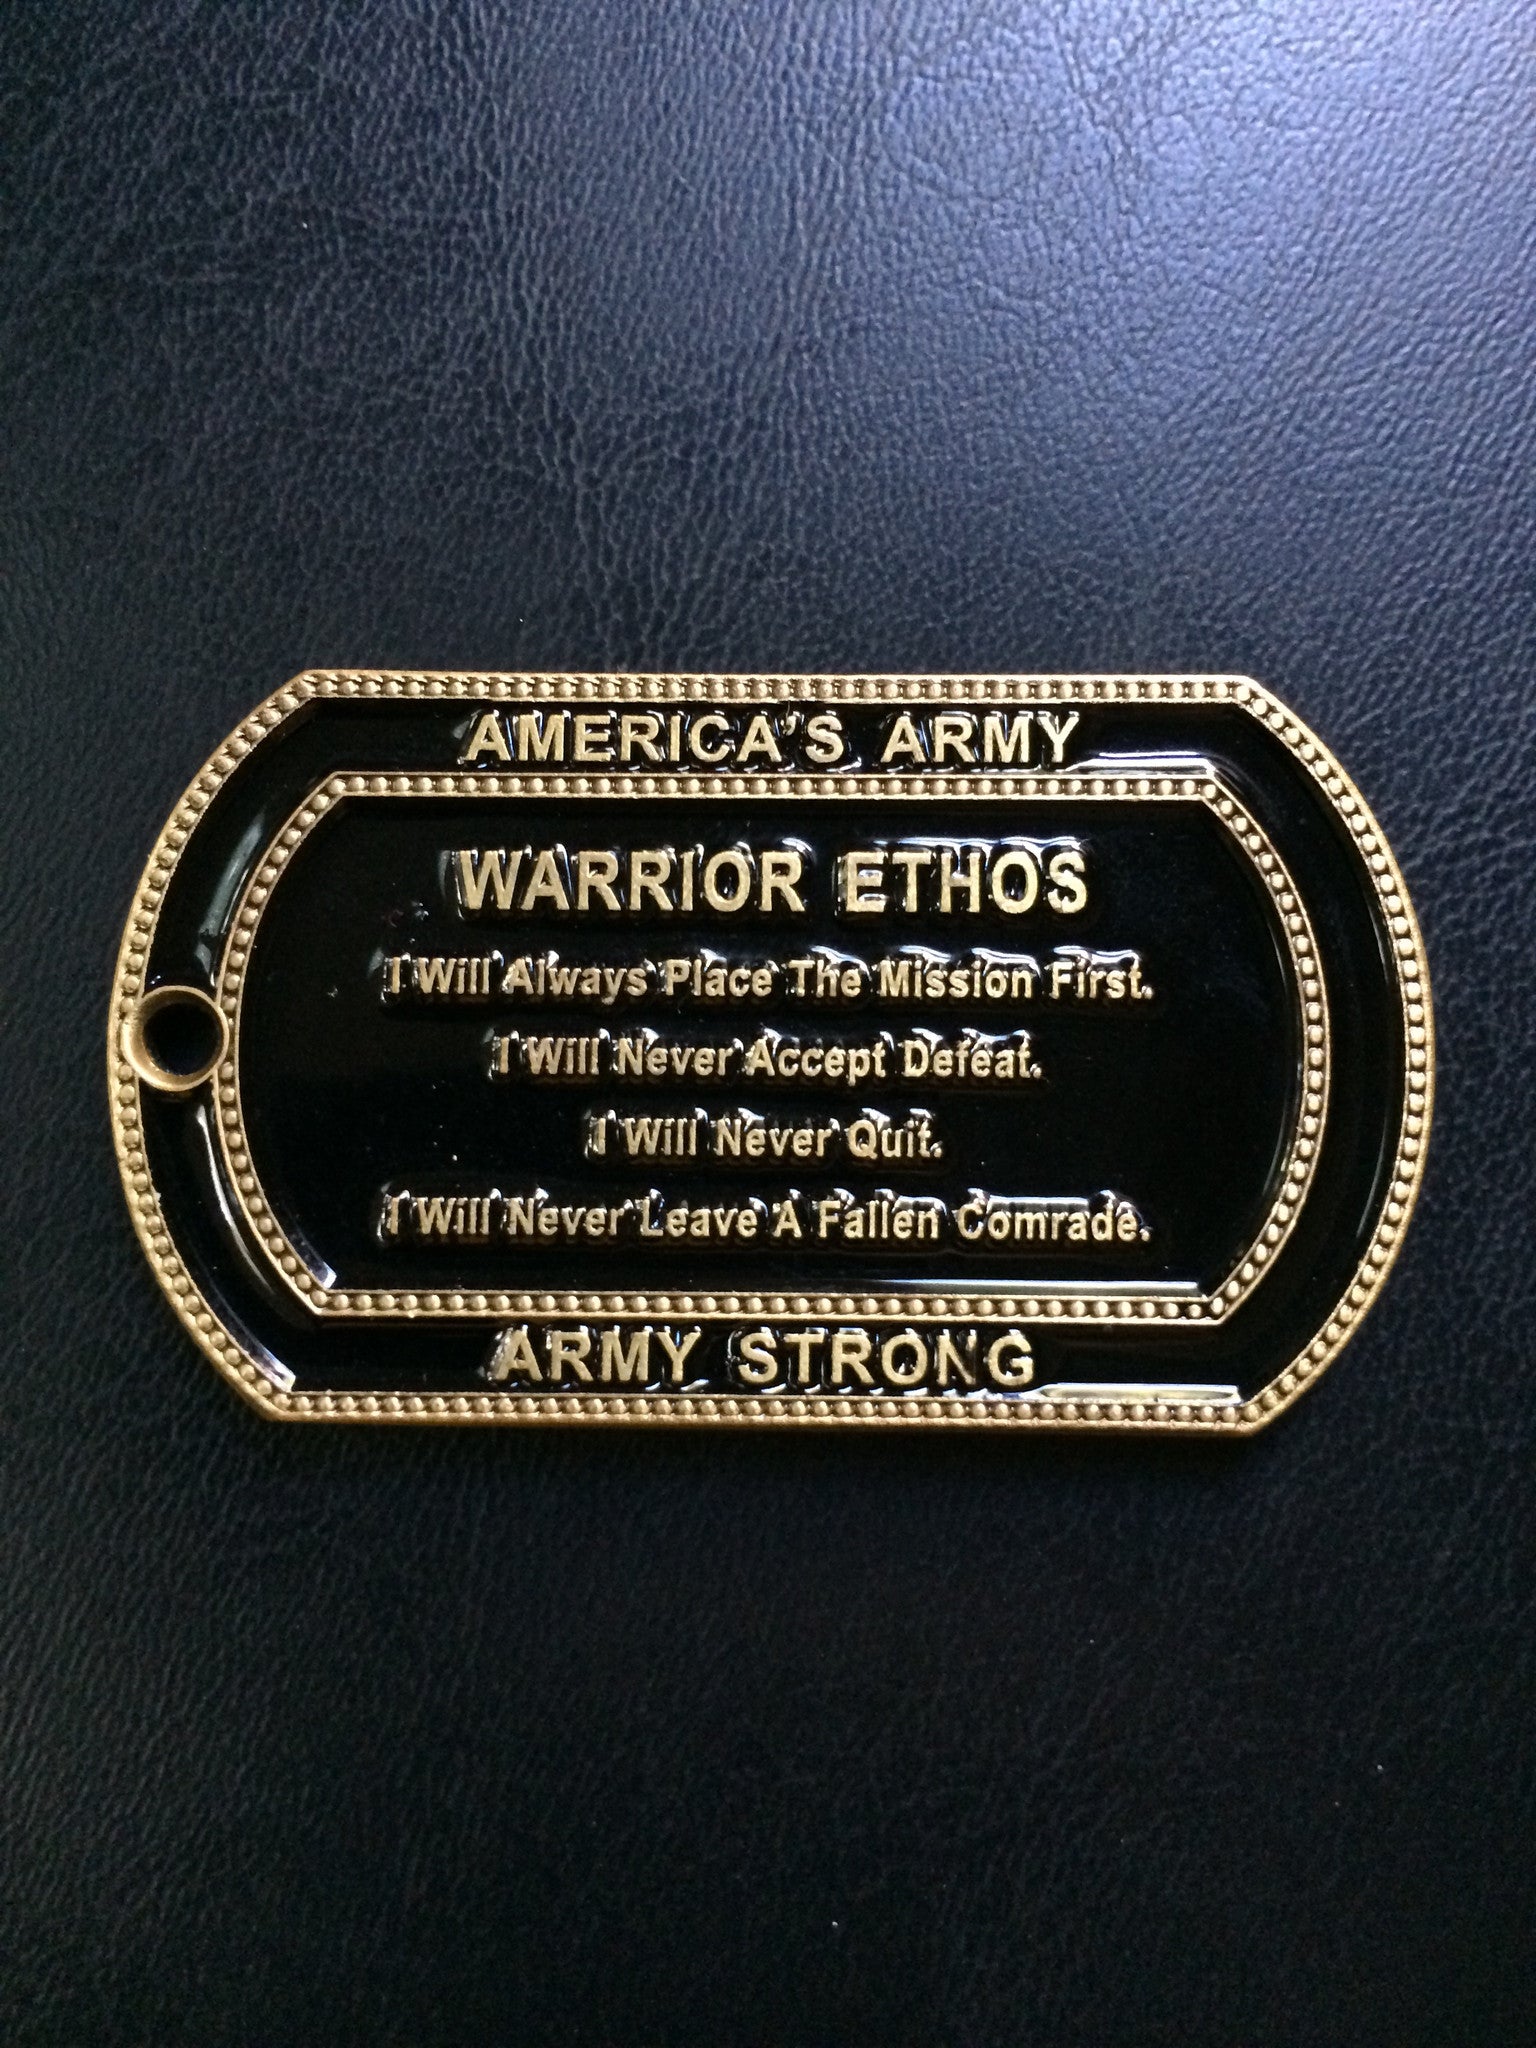 AMERICA'S ARMY
WARRIOR ETHOS
I Will Always Place The Mission First.
I Will Never Accept Defeat.
I Will Never Quit.
I Will Never Leave A Fallen Comrade.
ARMY STRONG